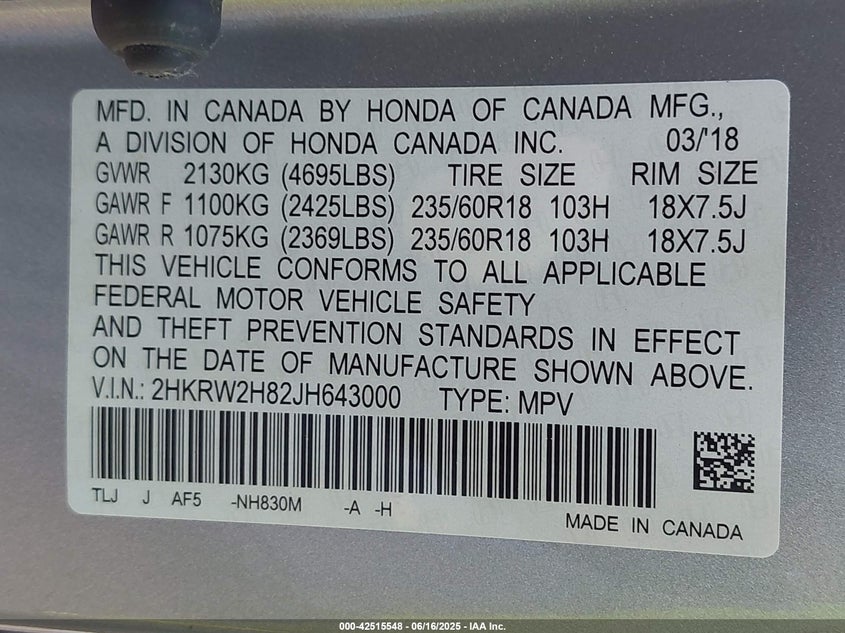 MFD. IN CANADA BY HONDA OF CANADA MFG.,
A DIVISION OF HONDA CANADA INC. 03/'18
GVWR 2130KG (4695LBS) TIRE SIZE RIM SIZE
GAWR F 1100KG (2425LBS) 235/60R18 103H 18X7.5J
GAWR R 1075KG (2369LBS) 235/60R18 103H 18X7.5J
THIS VEHICLE CONFORMS TO ALL APPLICABLE
FEDERAL MOTOR VEHICLE SAFETY
AND THEFT PREVENTION STANDARDS IN EFFECT
ON THE DATE OF MANUFACTURE SHOWN ABOVE.
V.I.N.: 2HKRW2H82JH643000 TYPE: MPV
TLJ J AF5 -NH830M -A -H
MADE IN CANADA
000-42515548 - 06/16/2025 - IAA Inc.